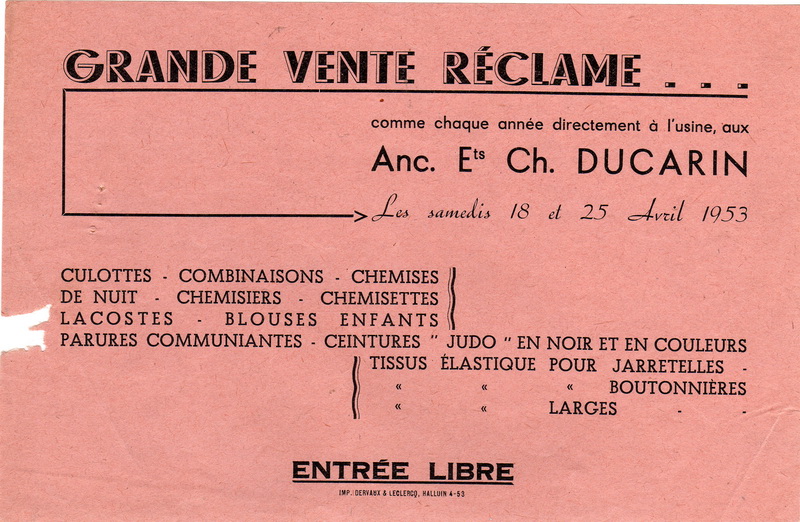 GRANDE VENTE RÉCLAME . . .
comme chaque année directement à l'usine, aux
Anc. Ets Ch. DUCARIN
Les samedis 18 et 25 Avril 1953
CULOTTES - COMBINAISONS - CHEMISES
DE NUIT - CHEMISIERS - CHEMISETTES
LACOSTES - BLOUSES ENFANTS
PARURES COMMUNIANTES - CEINTURES " JUDO " EN NOIR ET EN COULEURS
TISSUS ÉLASTIQUE POUR JARRETELLES -
« « « BOUTONNIÈRES
« « LARGES - -
ENTRÉE LIBRE
IMP. DERVAUX & LECLERCQ, HALLUIN 4-53